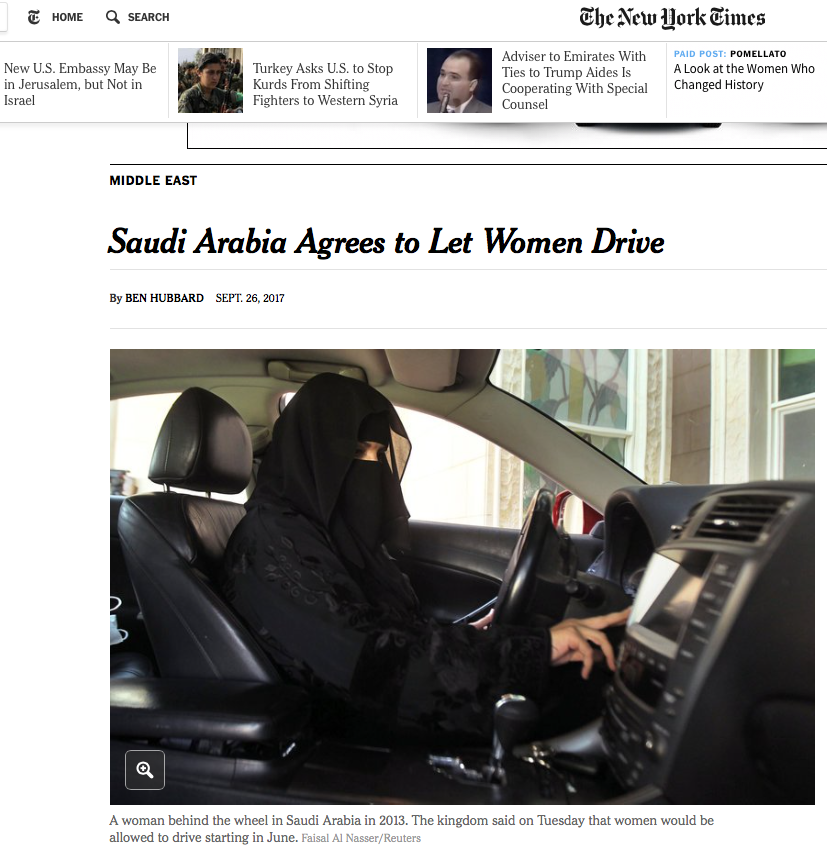 HOME
SEARCH
The New York Times
New U.S. Embassy May Be
in Jerusalem, but Not in
Israel
Turkey Asks U.S. to Stop
Kurds From Shifting
Fighters to Western Syria
Adviser to Emirates With
Ties to Trump Aides Is
Cooperating With Special
Counsel
PAID POST: POMELLATO
A Look at the Women Who
Changed History
MIDDLE EAST
Saudi Arabia Agrees to Let Women Drive
By BEN HUBBARD SEPT. 26, 2017
A woman behind the wheel in Saudi Arabia in 2013. The kingdom said on Tuesday that women would be
allowed to drive starting in June. Faisal Al Nasser/Reuters